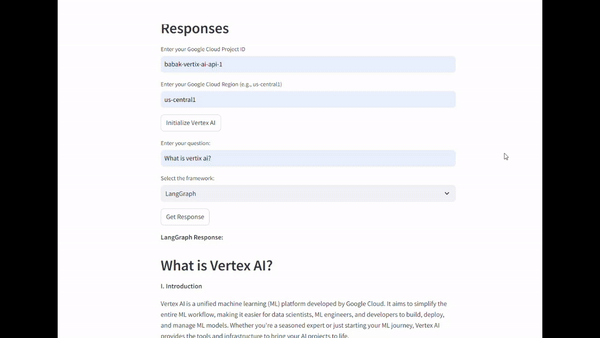 Responses
Enter your Google Cloud Project ID
babak-vertix-ai-api-1
Enter your Google Cloud Region (e.g., us-central1)
us-central1
Initialize Vertex AI
Enter your question:
What is vertix ai?
Select the framework:
LangGraph
Get Response
LangGraph Response:
What is Vertex AI?
I. Introduction
Vertex AI is a unified machine learning (ML) platform developed by Google Cloud. It aims to simplify the
entire ML workflow, making it easier for data scientists, ML engineers, and developers to build, deploy,
and manage ML models. Whether you're a seasoned expert or just starting your ML journey, Vertex AI
provides the tools and infrastructure to bring your AI projects to life.